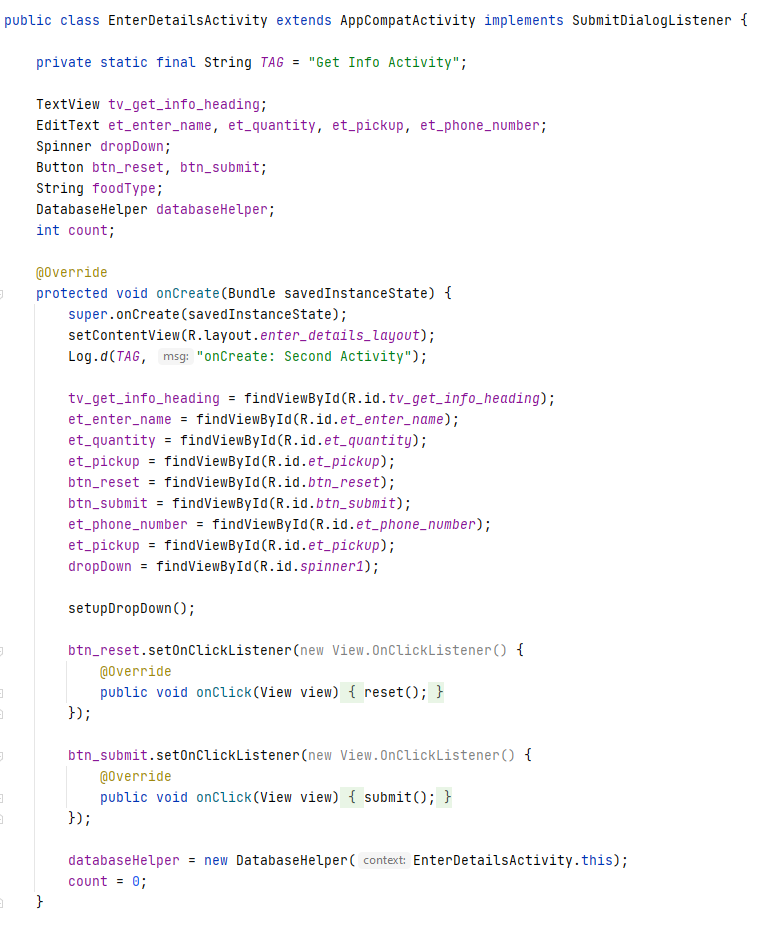 public class EnterDetailsActivity extends AppCompatActivity implements SubmitDialogListener {
private static final String TAG = "Get Info Activity";
TextView tv_get_info_heading;
EditText et_enter_name, et_quantity, et_pickup, et_phone_number;
Spinner dropDown;
Button btn_reset, btn_submit;
String foodType;
DatabaseHelper databaseHelper;
int count;
@Override
protected void onCreate(Bundle savedInstanceState) {
super.onCreate(savedInstanceState);
setContentView(R.layout.enter_details_layout);
Log.d(TAG, msg: "onCreate: Second Activity");
tv_get_info_heading = findViewById(R.id.tv_get_info_heading);
et_enter_name = findViewById(R.id.et_enter_name);
et_quantity = findViewById(R.id.et_quantity);
et_pickup = findViewById(R.id.et_pickup);
btn_reset = findViewById(R.id.btn_reset);
btn_submit = findViewById(R.id.btn_submit);
et_phone_number = findViewById(R.id.et_phone_number);
et_pickup = findViewById(R.id.et_pickup);
dropDown = findViewById(R.id.spinner1);
setupDropDown();
btn_reset.setOnClickListener(new View.OnClickListener() {
@Override
public void onClick(View view) { reset(); }
});
btn_submit.setOnClickListener(new View.OnClickListener() {
@Override
public void onClick(View view) { submit(); }
});
databaseHelper = new DatabaseHelper( context: EnterDetailsActivity.this);
count = 0;
}